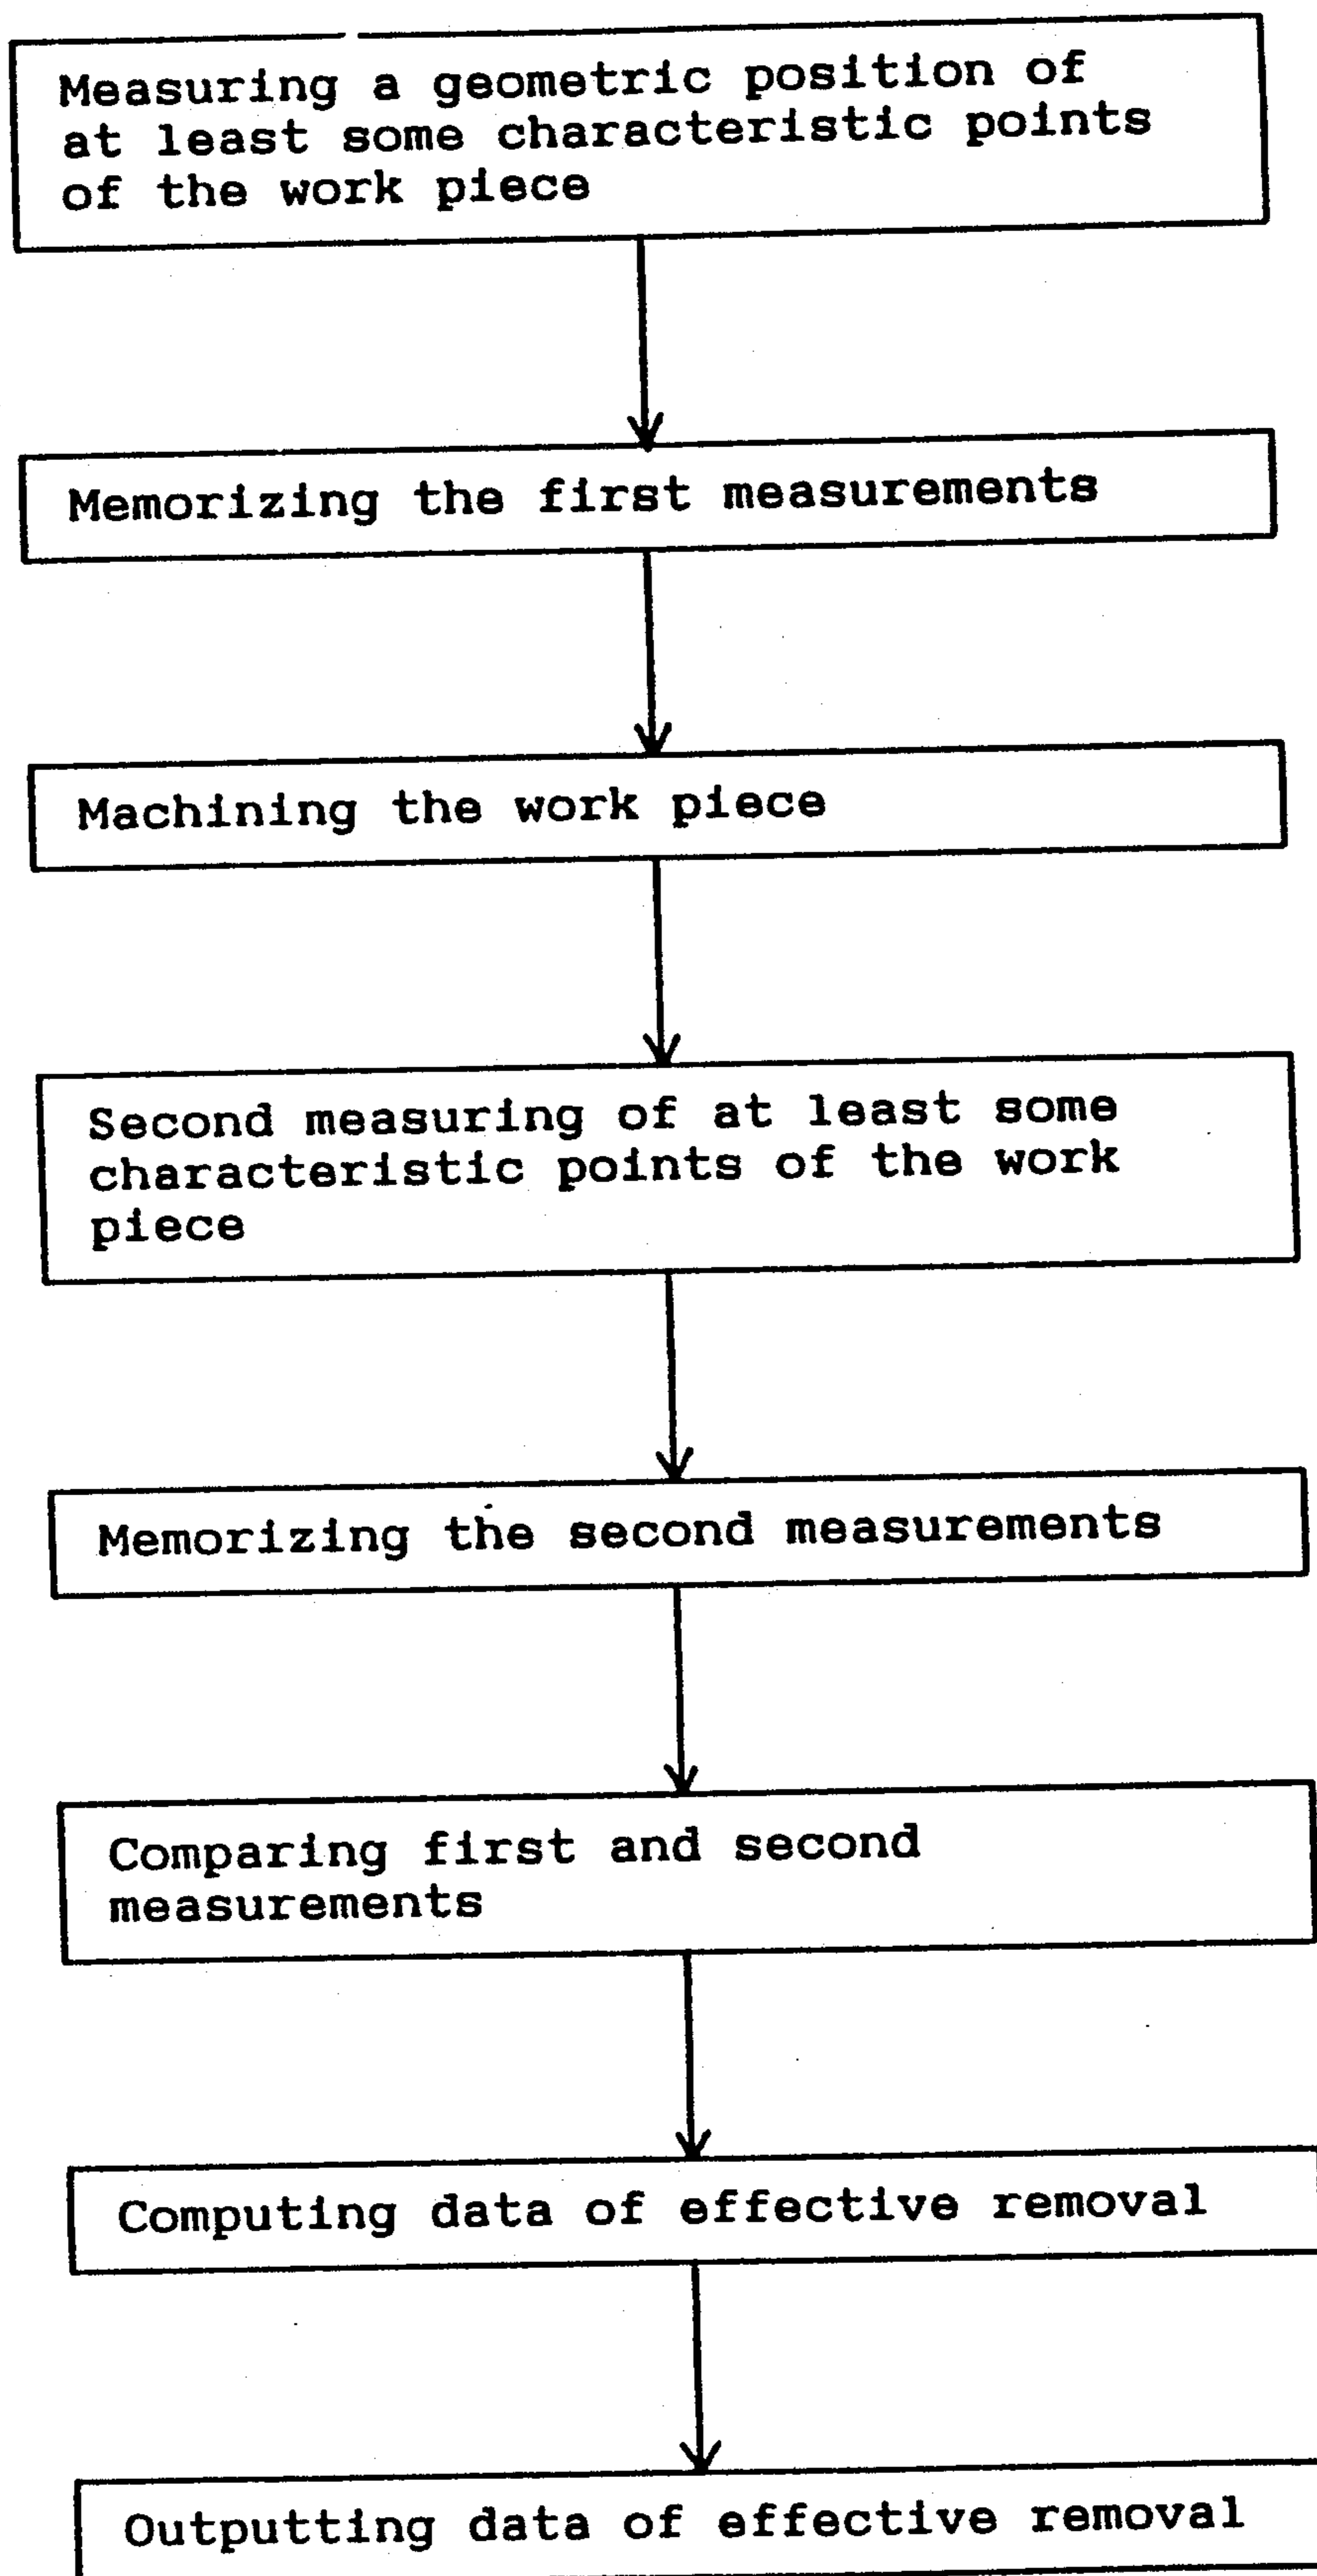 Measuring a geometric position of
at least some characteristic points
of the work piece
Memorizing the first measurements
Machining the work piece
Second measuring of at least some
characteristic points of the work
piece
Memorizing the second measurements
Comparing first and second
measurements
Computing data of effective removal
Outputting data of effective removal